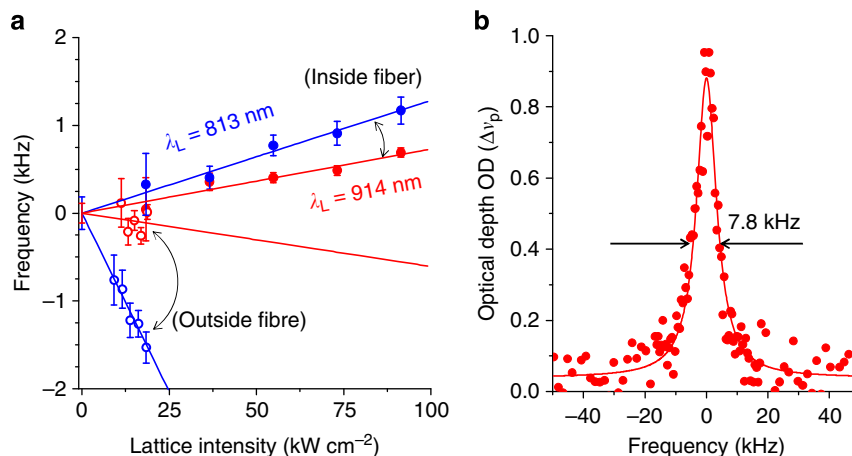 a
2
1
0
−1
−2
Frequency (kHz)
0
25
50
75
100
Lattice intensity (kW cm⁻²)
λL = 813 nm
(Inside fiber)
λL = 914 nm
(Outside fibre)
b
1.0
0.8
0.6
0.4
0.2
0.0
Optical depth OD (Δνp)
7.8 kHz
−40
−20
0
20
40
Frequency (kHz)